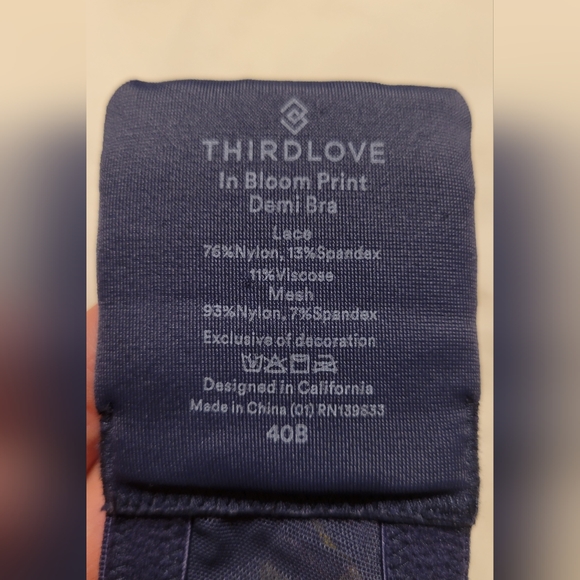 THIRDLOVE
In Bloom Print
Demi Bra
Lace
76%Nylon, 13%Spandex
11%Viscose
Mesh
93%Nylon, 7%Spandex
Exclusive of decoration
Designed in California
Made in China (01) RN139633
40B